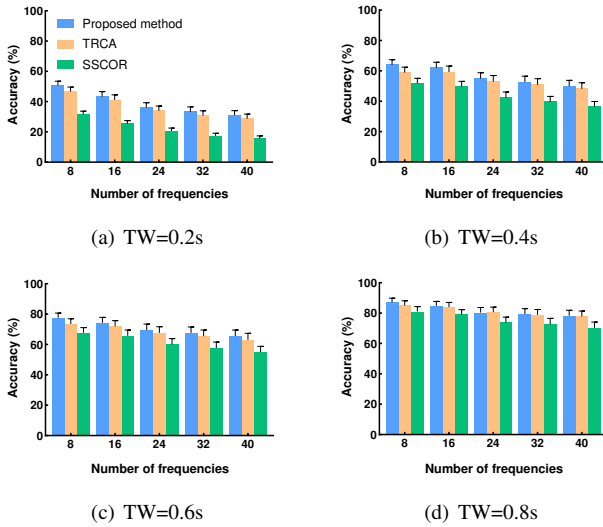 100
80
60
40
20
0
Accuracy (%)
Proposed method
TRCA
SSCOR
8 16 24 32 40
Number of frequencies
(a) TW=0.2s
100
80
60
40
20
0
Accuracy (%)
8 16 24 32 40
Number of frequencies
(b) TW=0.4s
100
80
60
40
20
0
Accuracy (%)
8 16 24 32 40
Number of frequencies
(c) TW=0.6s
100
80
60
40
20
0
Accuracy (%)
8 16 24 32 40
Number of frequencies
(d) TW=0.8s